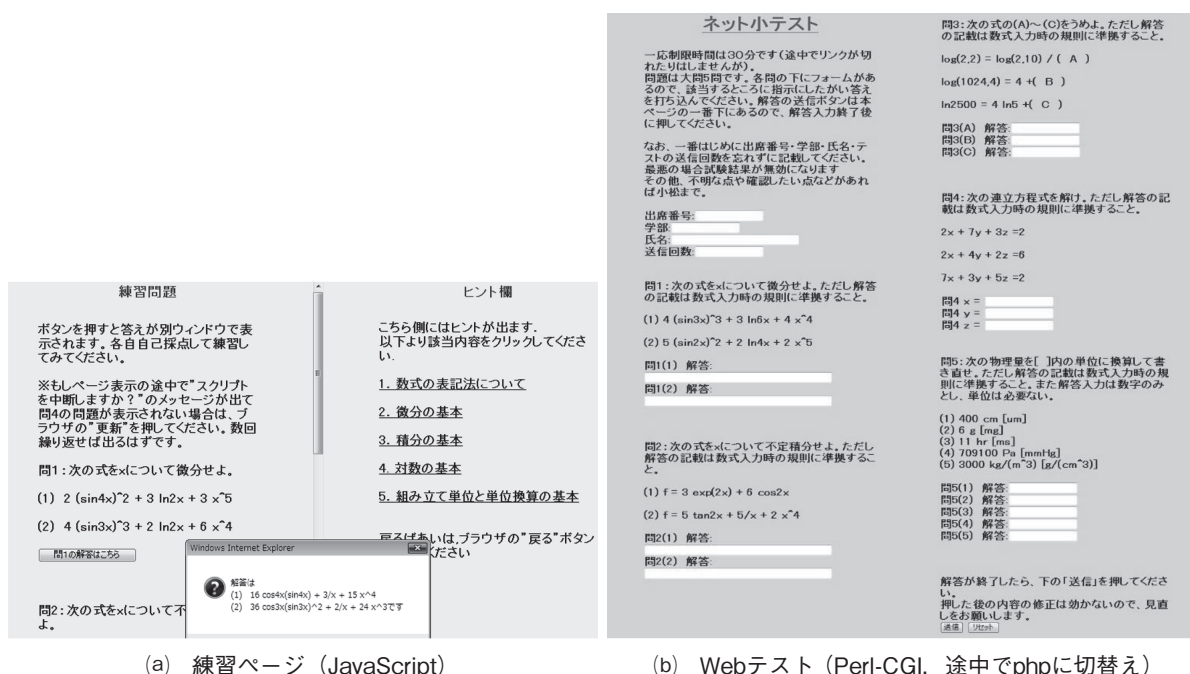 練習問題
ボタンを押すと答えが別ウィンドウで表
示されます。各自自己採点して練習し
てみてください。
※もしページ表示の途中で"スクリプト
を中断しますか？"のメッセージが出て
問4の問題が表示されない場合は、ブ
ラウザの"更新"を押してください。数回
繰り返せば出るはずです。
問1：次の式をxについて微分せよ。
(1) 2 (sin4x)^2 + 3 ln2x + 3 x^5
(2) 4 (sin3x)^3 + 2 ln2x + 6 x^4
問1の解答はこちら
問2：次の式をxについて不
よ。
ヒント欄
こちら側にはヒントが出ます．
以下より該当内容をクリックしてくださ
い．
1. 数式の表記法について
2. 微分の基本
3. 積分の基本
4. 対数の基本
5. 組み立て単位と単位換算の基本
戻るばあいは,ブラウザの"戻る"ボタン
ください
Windows Internet Explorer
解答は
(1) 16 cos4x(sin4x) + 3/x + 15 x^4
(2) 36 cos3x(sin3x)^2 + 2/x + 24 x^3です
(a) 練習ページ（JavaScript）
ネット小テスト
一応制限時間は30分です（途中でリンクが切
れたりはしませんが）。
問題は大問5問です。各問の下にフォームがあ
るので、該当するところに指示にしたがい答え
を打ち込んでください。解答の送信ボタンは本
ページの一番下にあるので、解答入力終了後
に押してください。
なお、一番はじめに出席番号・学部・氏名・テ
ストの送信回数を忘れずに記載してください。
最悪の場合試験結果が無効になります
その他、不明な点や確認したい点などがあれ
ば小松まで。
出席番号:
学部:
氏名:
送信回数:
問1：次の式をxについて微分せよ。ただし解答
の記載は数式入力時の規則に準拠すること。
(1) 4 (sin3x)^3 + 3 ln6x + 4 x^4
(2) 5 (sin2x)^2 + 2 ln4x + 2 x^5
問1(1) 解答:
問1(2) 解答:
問2：次の式をxについて不定積分せよ。ただし
解答の記載は数式入力時の規則に準拠するこ
と。
(1) f = 3 exp(2x) + 6 cos2x
(2) f = 5 tan2x + 5/x + 2 x^4
問2(1) 解答:
問2(2) 解答:
問3：次の式の(A)～(C)をうめよ。ただし解答
の記載は数式入力時の規則に準拠すること。
log(2,2) = log(2,10) / ( A )
log(1024,4) = 4 +( B )
ln2500 = 4 ln5 +( C )
問3(A) 解答:
問3(B) 解答:
問3(C) 解答:
問4：次の連立方程式を解け。ただし解答の記
載は数式入力時の規則に準拠すること。
2x + 7y + 3z =2
2x + 4y + 2z =6
7x + 3y + 5z =2
問4 x =
問4 y =
問4 z =
問5：次の物理量を[ ]内の単位に換算して書
き直せ。ただし解答の記載は数式入力時の規
則に準拠すること。また解答入力は数字のみ
とし、単位は必要ない。
(1) 400 cm [um]
(2) 6 g [mg]
(3) 11 hr [ms]
(4) 709100 Pa [mmHg]
(5) 3000 kg/(m^3) [g/(cm^3)]
問5(1) 解答:
問5(2) 解答:
問5(3) 解答:
問5(4) 解答:
問5(5) 解答:
解答が終了したら、下の「送信」を押してくださ
い。
押した後の内容の修正は効かないので、見直
しをお願いします。
送信 リセット
(b) Webテスト（Perl-CGI，途中でphpに切替え）